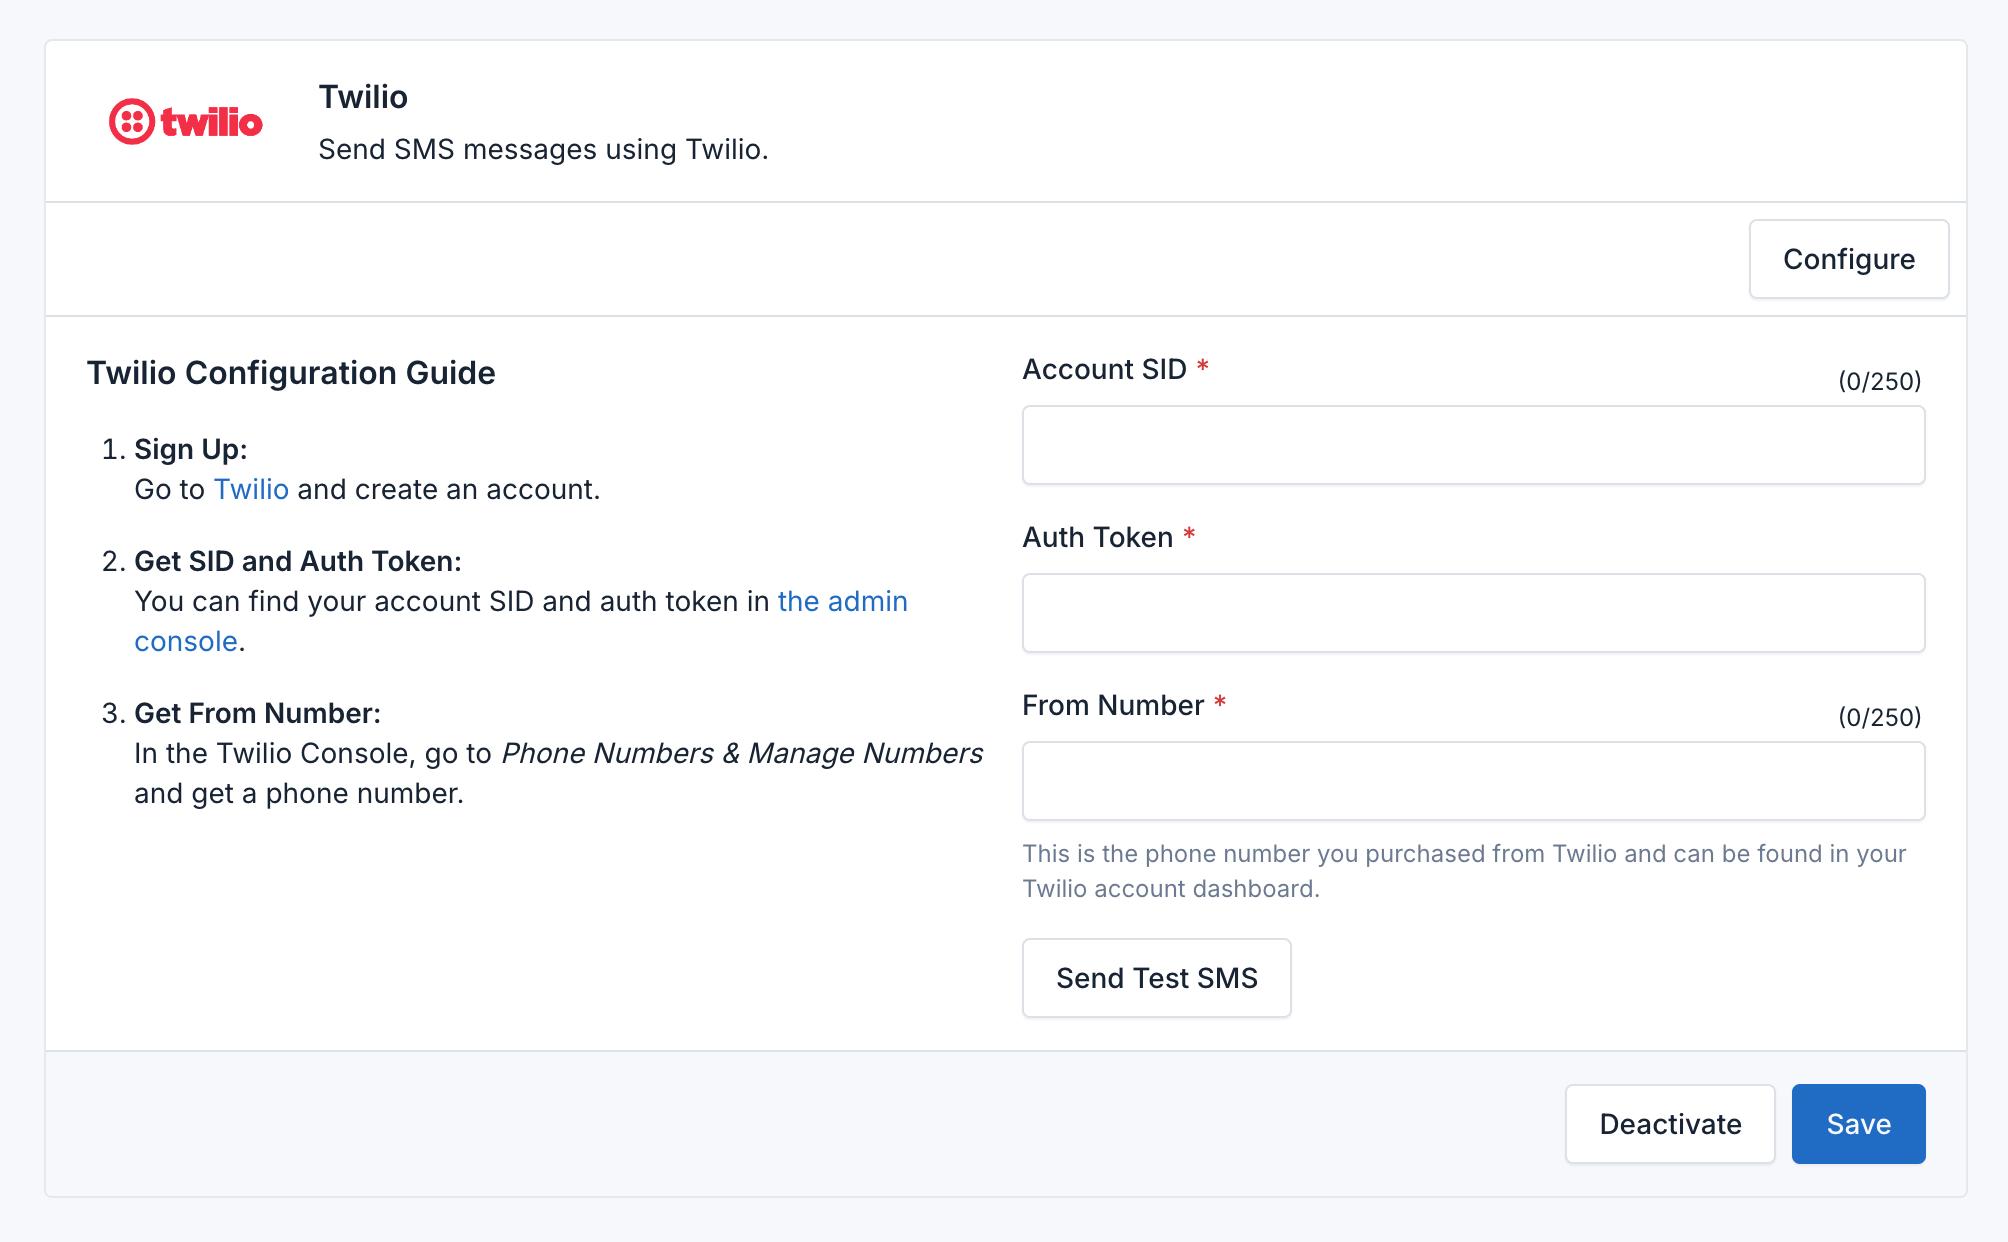 twilio
Twilio
Send SMS messages using Twilio.
Configure
Twilio Configuration Guide
1. Sign Up:
Go to Twilio and create an account.
2. Get SID and Auth Token:
You can find your account SID and auth token in the admin
console.
3. Get From Number:
In the Twilio Console, go to Phone Numbers & Manage Numbers
and get a phone number.
Account SID *
(0/250)
Auth Token *
From Number *
(0/250)
This is the phone number you purchased from Twilio and can be found in your
Twilio account dashboard.
Send Test SMS
Deactivate
Save